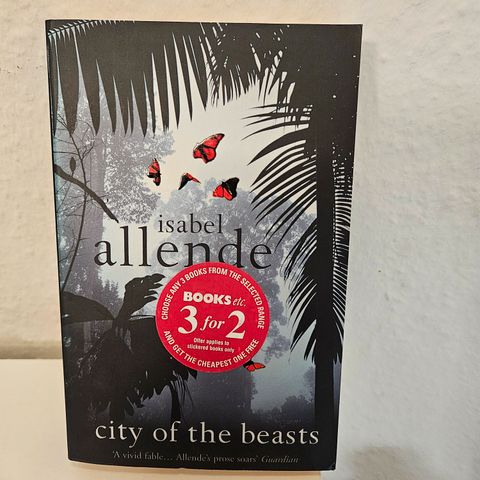 isabel
allende
CHOOSE ANY 3 BOOKS FROM THE SELECTED RANGE
BOOKS etc.
3 for 2
Offer applies to
stickered books only
AND GET THE CHEAPEST ONE FREE
city of the beasts
'A vivid fable... Allende's prose soars' Guardian